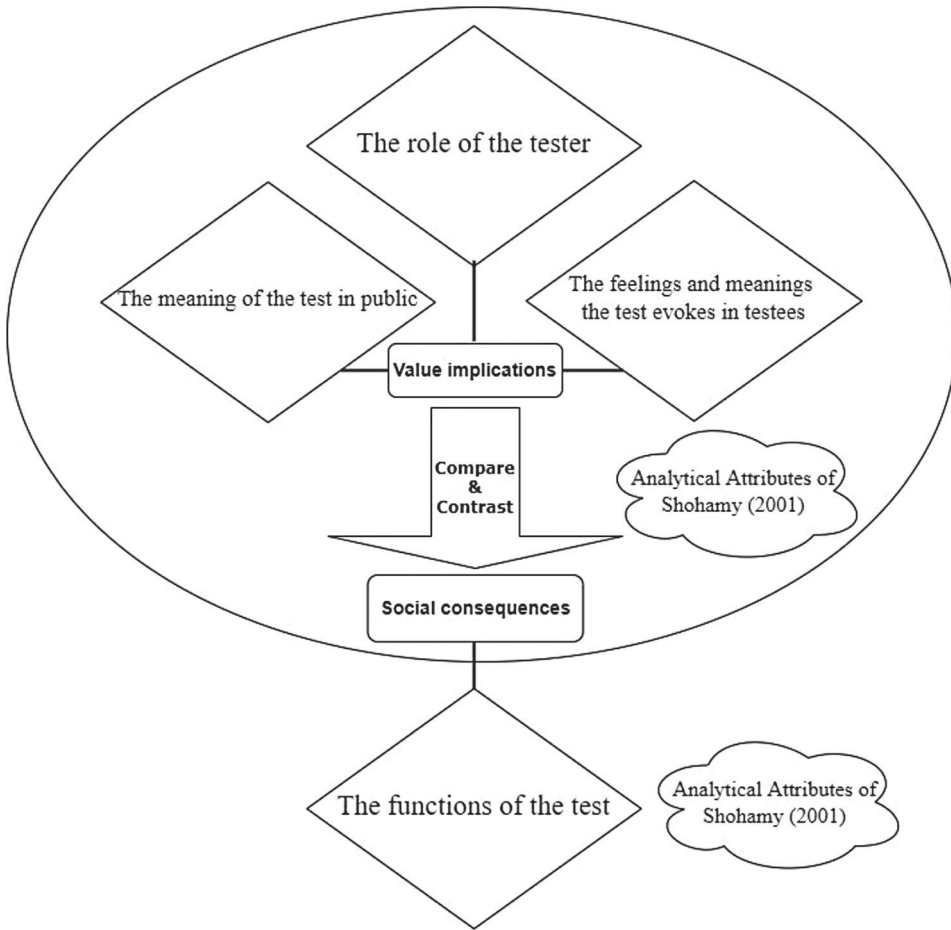 The role of the tester
The meaning of the test in public
The feelings and meanings
the test evokes in testees
Value implications
Compare
&
Contrast
Analytical Attributes of
Shohamy (2001)
Social consequences
The functions of the test
Analytical Attributes of
Shohamy (2001)